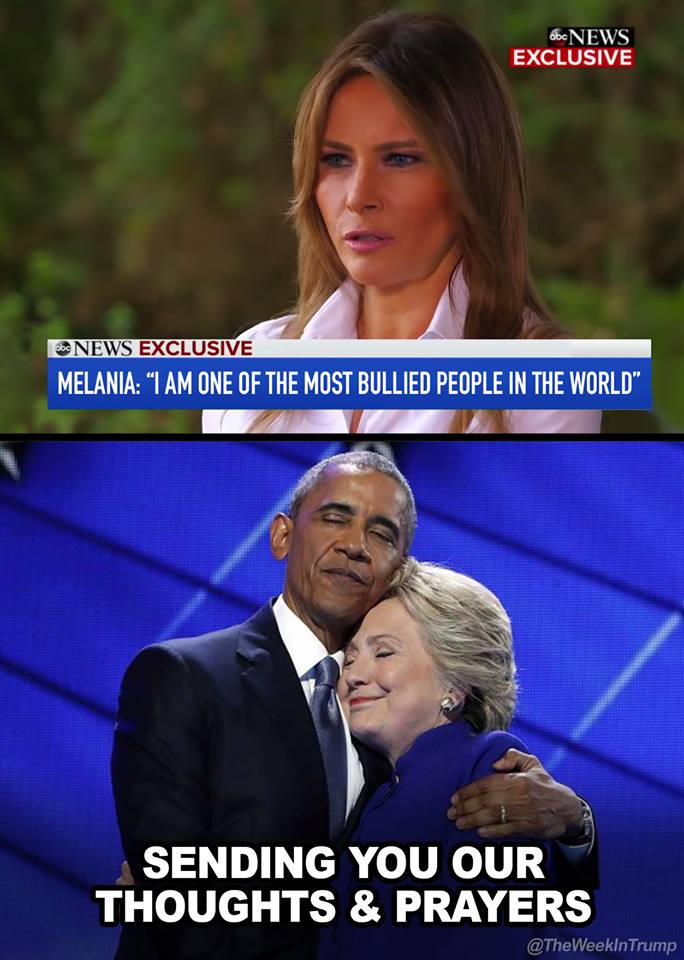 abc NEWS
EXCLUSIVE
abc NEWS EXCLUSIVE
MELANIA: “I AM ONE OF THE MOST BULLIED PEOPLE IN THE WORLD”
SENDING YOU OUR
THOUGHTS & PRAYERS
@TheWeekInTrump